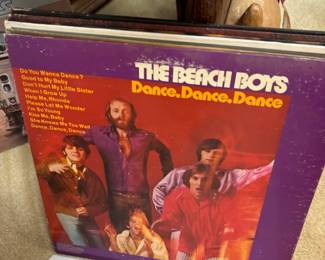 THE BEACH BOYS
Dance, Dance, Dance
Do You Wanna Dance?
Good to My Baby
Don't Hurt My Little Sister
When I Grow Up
Help Me, Rhonda
Please Let Me Wonder
I'm So Young
Kiss Me, Baby
She Knows Me Too Well
Dance, Dance, Dance